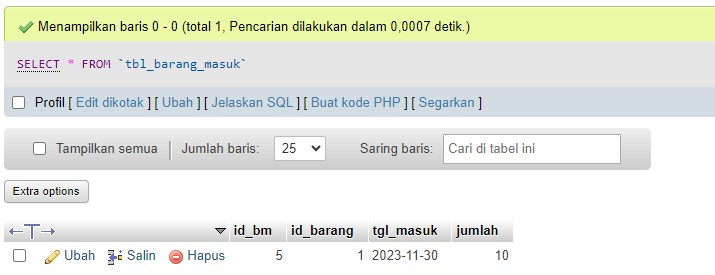 Menampilkan baris 0 - 0 (total 1, Pencarian dilakukan dalam 0,0007 detik.)
SELECT * FROM `tbl_barang_masuk`
Profil [ Edit dikotak ] [ Ubah ] [ Jelaskan SQL ] [ Buat kode PHP ] [ Segarkan ]
Tampilkan semua Jumlah baris: 25 Saring baris: Cari di tabel ini
Extra options
id_bm id_barang tgl_masuk jumlah
Ubah Salin Hapus 5 1 2023-11-30 10